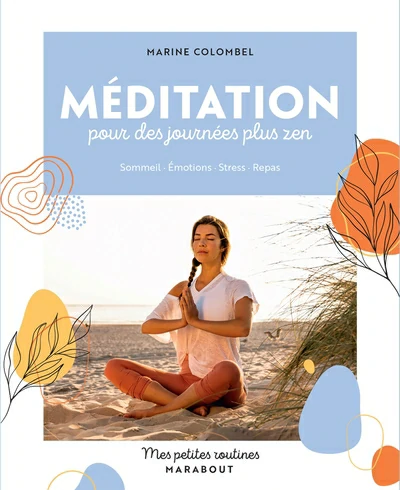 MARINE COLOMBEL
MÉDITATION
pour des journées plus zen
Sommeil · Émotions · Stress · Repas
Mes petites routines
MARABOUT